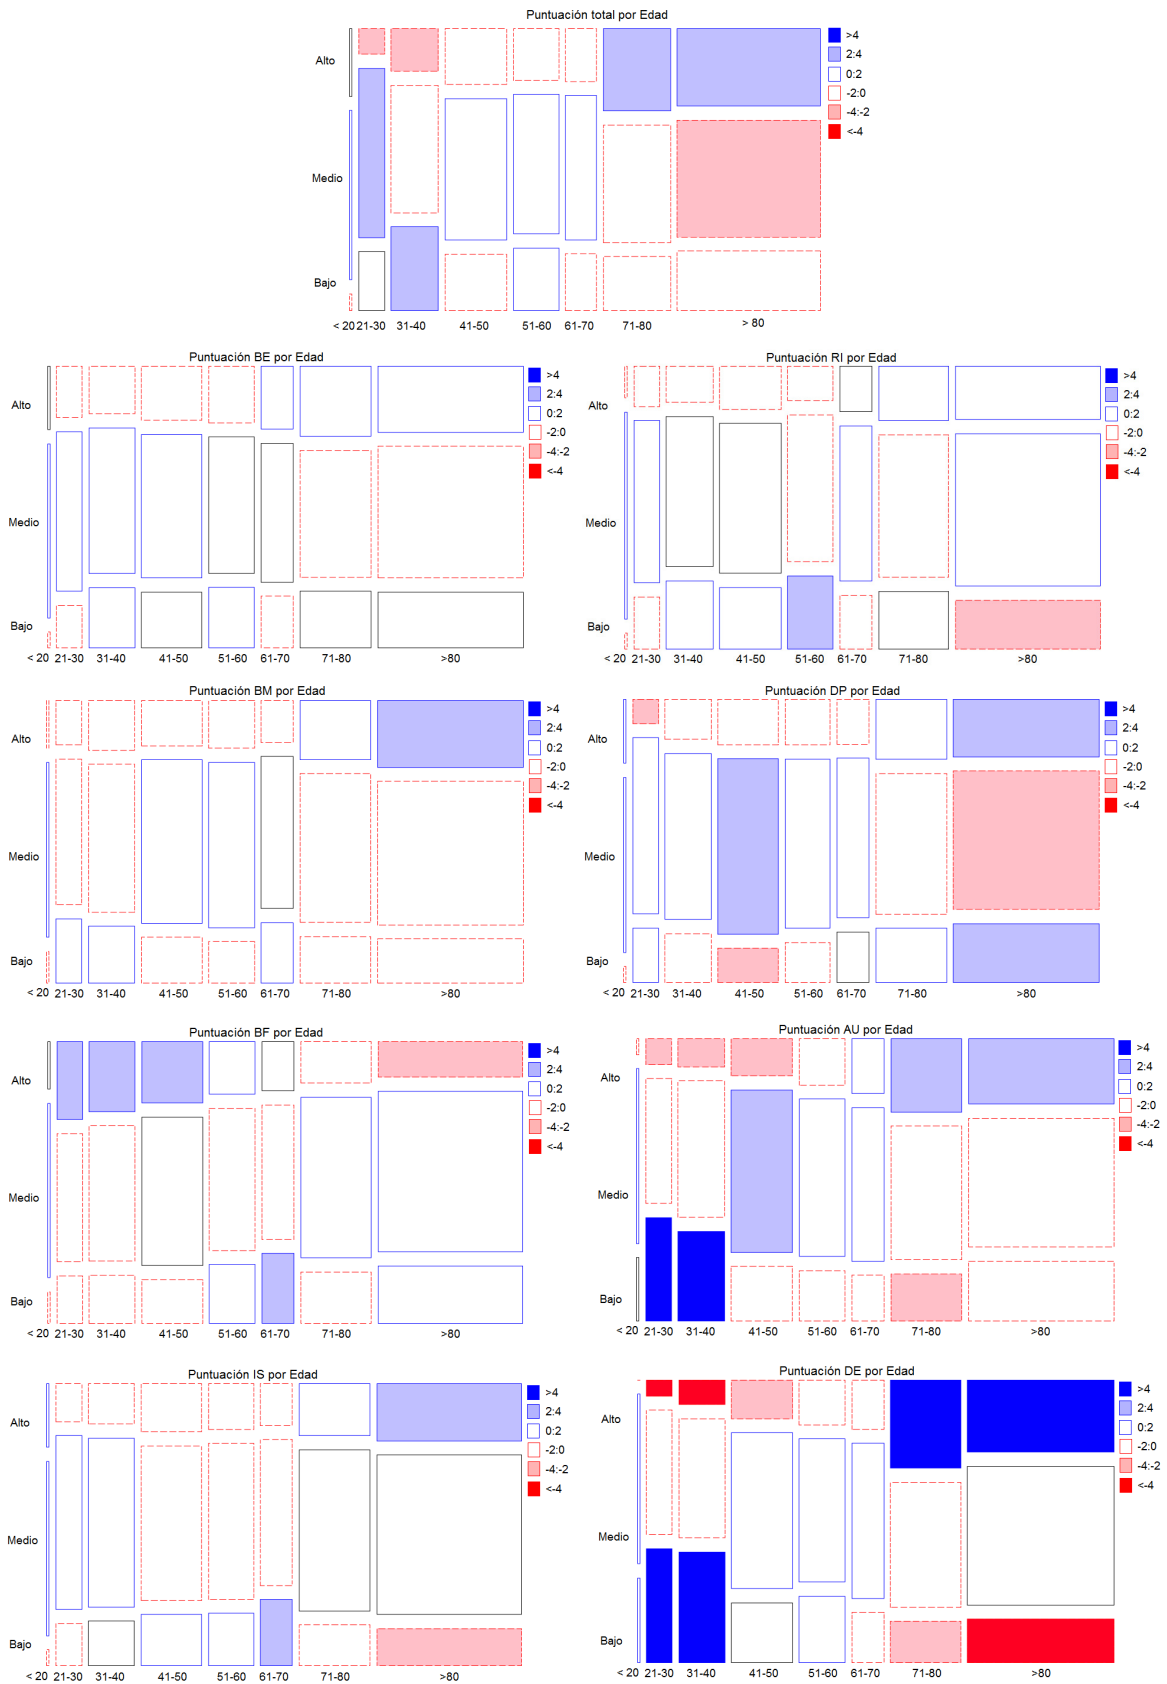 Puntuación total por Edad
Alto
Medio
Bajo
< 20 21-30 31-40 41-50 51-60 61-70 71-80 > 80
>4
2:4
0:2
-2:0
-4:-2
<-4
Puntuación BE por Edad
Alto
Medio
Bajo
< 20 21-30 31-40 41-50 51-60 61-70 71-80 >80
>4
2:4
0:2
-2:0
-4:-2
<-4
Puntuación RI por Edad
Alto
Medio
Bajo
< 20 21-30 31-40 41-50 51-60 61-70 71-80 >80
>4
2:4
0:2
-2:0
-4:-2
<-4
Puntuación BM por Edad
Alto
Medio
Bajo
< 20 21-30 31-40 41-50 51-60 61-70 71-80 >80
>4
2:4
0:2
-2:0
-4:-2
<-4
Puntuación DP por Edad
Alto
Medio
Bajo
< 20 21-30 31-40 41-50 51-60 61-70 71-80 >80
>4
2:4
0:2
-2:0
-4:-2
<-4
Puntuación BF por Edad
Alto
Medio
Bajo
< 20 21-30 31-40 41-50 51-60 61-70 71-80 >80
>4
2:4
0:2
-2:0
-4:-2
<-4
Puntuación AU por Edad
Alto
Medio
Bajo
< 20 21-30 31-40 41-50 51-60 61-70 71-80 >80
>4
2:4
0:2
-2:0
-4:-2
<-4
Puntuación IS por Edad
Alto
Medio
Bajo
< 20 21-30 31-40 41-50 51-60 61-70 71-80 >80
>4
2:4
0:2
-2:0
-4:-2
<-4
Puntuación DE por Edad
Alto
Medio
Bajo
< 20 21-30 31-40 41-50 51-60 61-70 71-80 >80
>4
2:4
0:2
-2:0
-4:-2
<-4